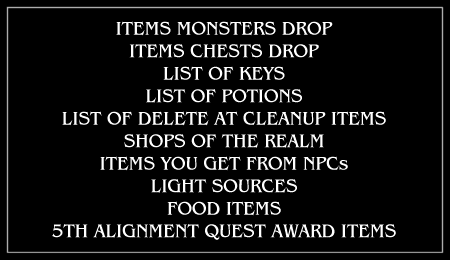 ITEMS MONSTERS DROP
ITEMS CHESTS DROP
LIST OF KEYS
LIST OF POTIONS
LIST OF DELETE AT CLEANUP ITEMS
SHOPS OF THE REALM
ITEMS YOU GET FROM NPCs
LIGHT SOURCES
FOOD ITEMS
5TH ALIGNMENT QUEST AWARD ITEMS